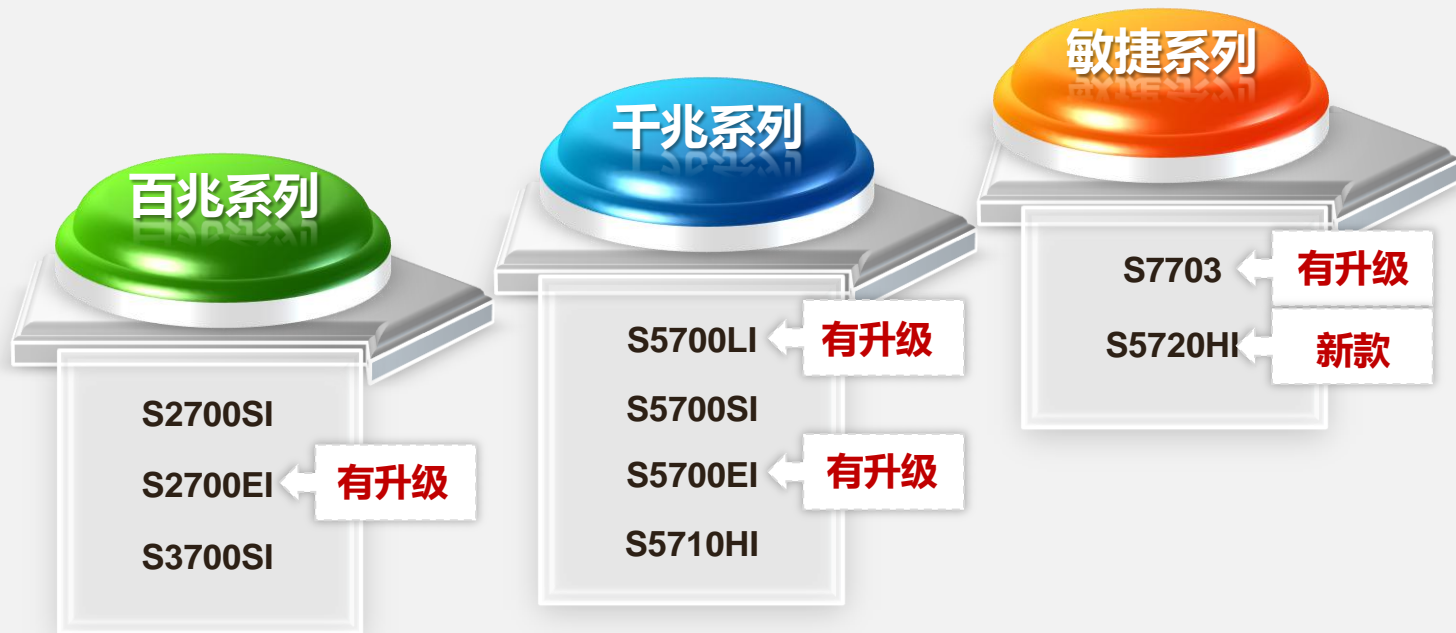 百兆系列
S2700SI
S2700EI
有升级
S3700SI
千兆系列
S5700LI
有升级
S5700SI
S5700EI
有升级
S5710HI
敏捷系列
S7703
有升级
S5720HI
新款